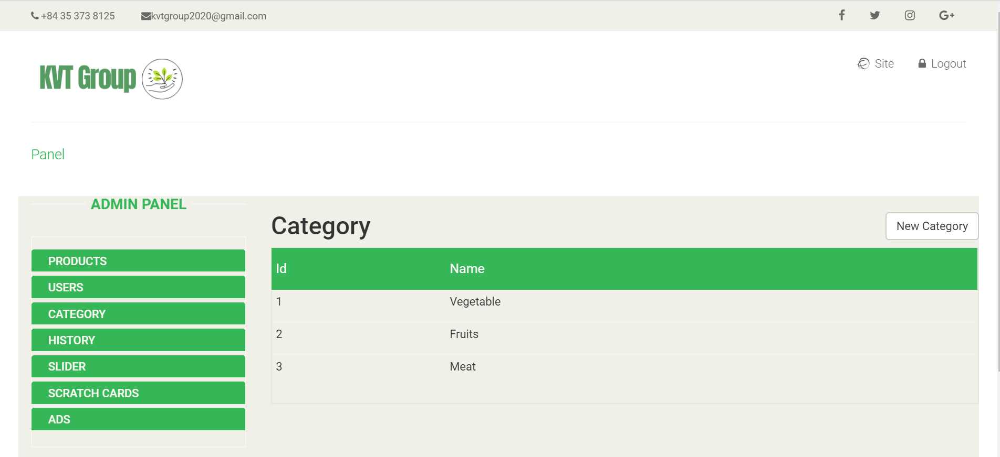 +84 35 373 8125 kvtgroup2020@gmail.com
KVT Group
Site Logout
Panel
ADMIN PANEL
PRODUCTS
USERS
CATEGORY
HISTORY
SLIDER
SCRATCH CARDS
ADS
Category New Category
Id Name
1 Vegetable
2 Fruits
3 Meat